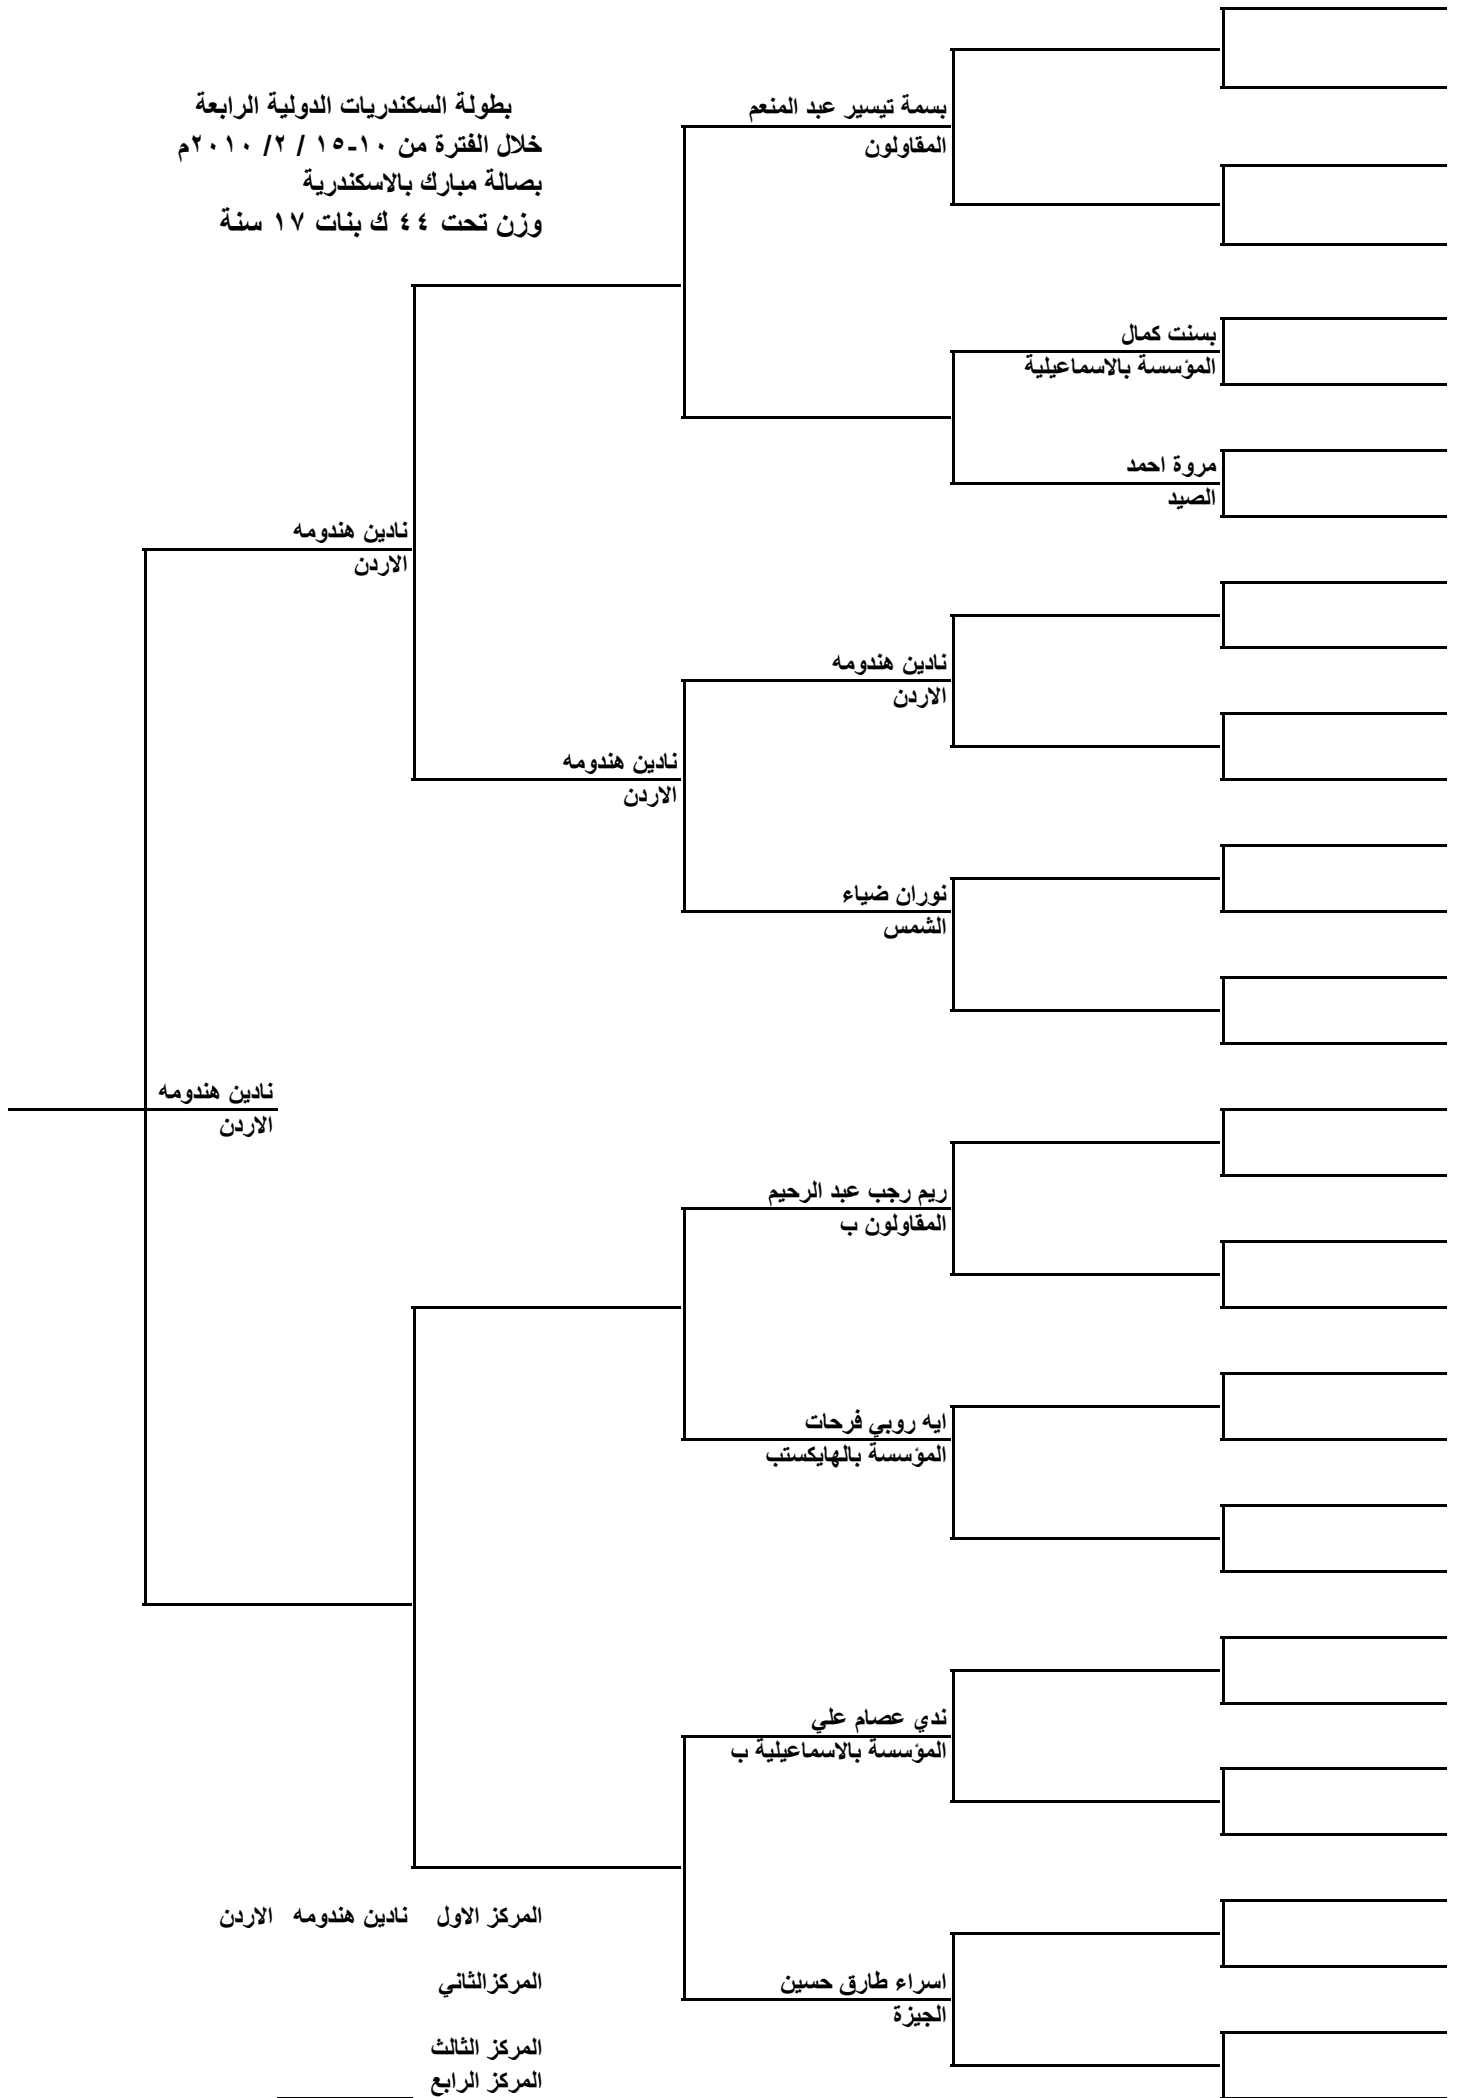 بطولة السكندريات الدولية الرابعة
خلال الفترة من ١٠-١٥ / ٢/ ٢٠١٠م
بصالة مبارك بالاسكندرية
وزن تحت ٤٤ ك بنات ١٧ سنة
بسمة تيسير عبد المنعم
المقاولون
بسنت كمال
المؤسسة بالاسماعيلية
مروة احمد
الصيد
نادين هندومه
الاردن
نادين هندومه
الاردن
نادين هندومه
الاردن
نوران ضياء
الشمس
نادين هندومه
الاردن
ريم رجب عبد الرحيم
المقاولون ب
ايه روبي فرحات
المؤسسة بالهايكستب
ندي عصام علي
المؤسسة بالاسماعيلية ب
اسراء طارق حسين
الجيزة
المركز الاول نادين هندومه الاردن
المركزالثاني
المركز الثالث
المركز الرابع